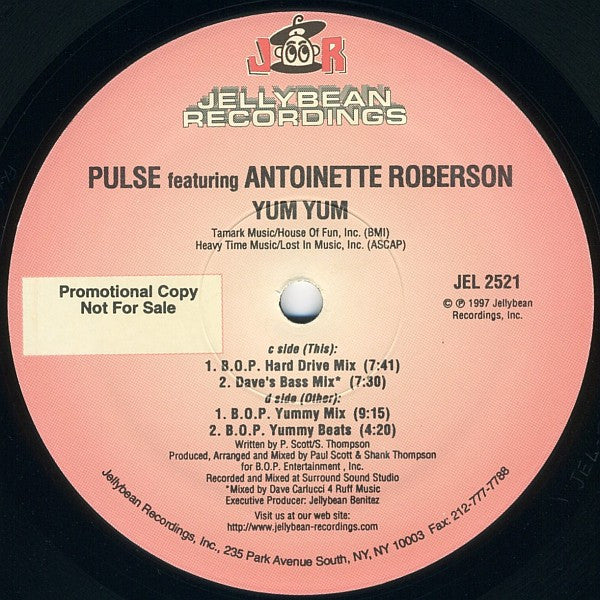 J R
JELLYBEAN
RECORDINGS
PULSE featuring ANTOINETTE ROBERSON
YUM YUM
Tamark Music/House Of Fun, Inc. (BMI)
Heavy Time Music/Lost In Music, Inc. (ASCAP)
Promotional Copy
Not For Sale
JEL 2521
© ℗ 1997 Jellybean
Recordings, Inc.
c side (This):
1. B.O.P. Hard Drive Mix (7:41)
2. Dave's Bass Mix* (7:30)
d side (Other):
1. B.O.P. Yummy Mix (9:15)
2. B.O.P. Yummy Beats (4:20)
Written by P. Scott/S. Thompson
Produced, Arranged and Mixed by Paul Scott & Shank Thompson
for B.O.P. Entertainment , Inc.
Recorded and Mixed at Surround Sound Studio
*Mixed by Dave Carlucci 4 Ruff Music
Executive Producer: Jellybean Benitez
Visit us at our web site:
http://www.jellybean-recordings.com
Jellybean Recordings, Inc., 235 Park Avenue South, NY, NY 10003 Fax: 212-777-7788
JEL